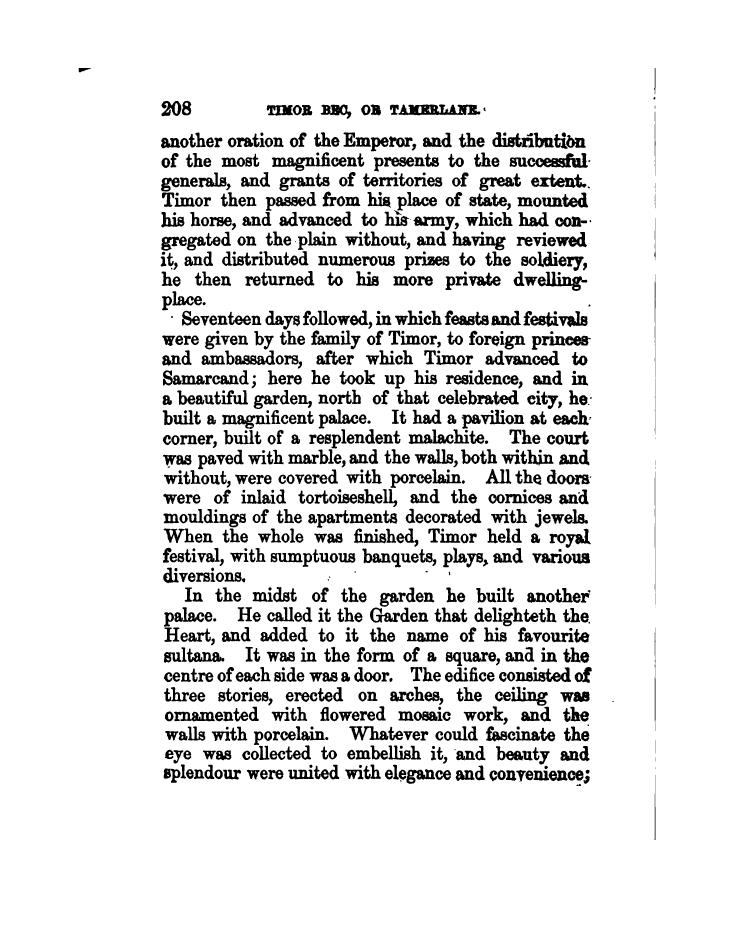 208 TIMOR BEC, OR TAMERLANE.
another oration of the Emperor, and the distribution
of the most magnificent presents to the successful
generals, and grants of territories of great extent.
Timor then passed from his place of state, mounted
his horse, and advanced to his army, which had con-
gregated on the plain without, and having reviewed
it, and distributed numerous prizes to the soldiery,
he then returned to his more private dwelling-
place.
Seventeen days followed, in which feasts and festivals
were given by the family of Timor, to foreign princes
and ambassadors, after which Timor advanced to
Samarcand; here he took up his residence, and in
a beautiful garden, north of that celebrated city, he
built a magnificent palace. It had a pavilion at each
corner, built of a resplendent malachite. The court
was paved with marble, and the walls, both within and
without, were covered with porcelain. All the doors
were of inlaid tortoiseshell, and the cornices and
mouldings of the apartments decorated with jewels.
When the whole was finished, Timor held a royal
festival, with sumptuous banquets, plays, and various
diversions.
In the midst of the garden he built another
palace. He called it the Garden that delighteth the
Heart, and added to it the name of his favourite
sultana. It was in the form of a square, and in the
centre of each side was a door. The edifice consisted of
three stories, erected on arches, the ceiling was
ornamented with flowered mosaic work, and the
walls with porcelain. Whatever could fascinate the
eye was collected to embellish it, and beauty and
splendour were united with elegance and convenience;